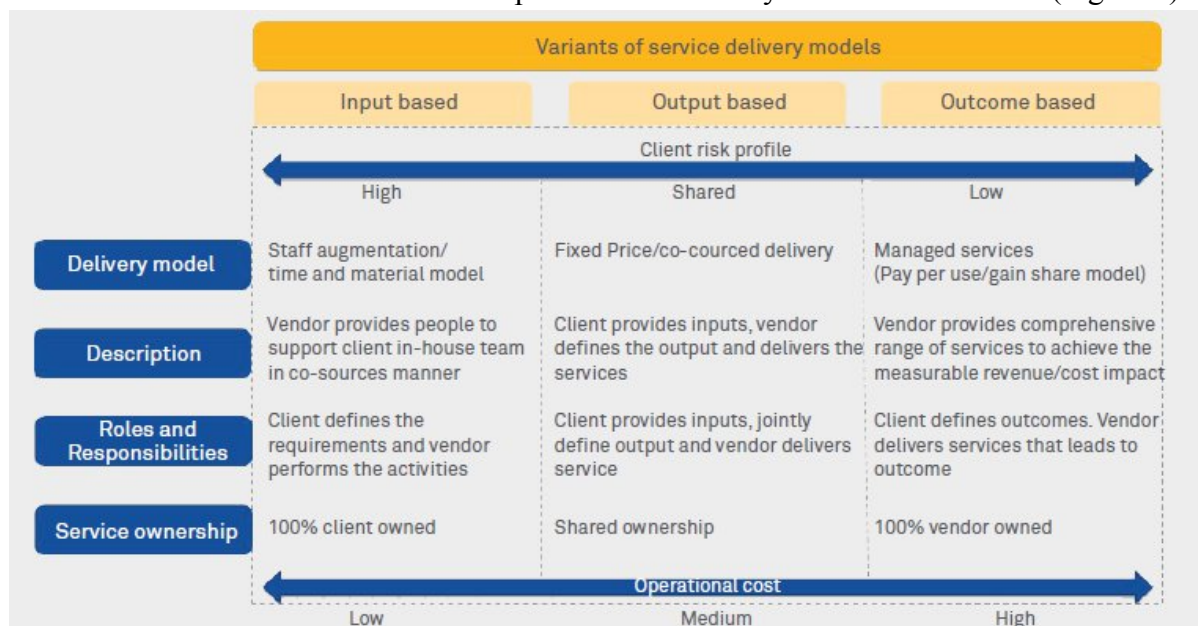 Variants of service delivery models
Input based
Output based
Outcome based
Client risk profile
High
Shared
Low
Delivery model
Staff augmentation/
time and material model
Fixed Price/co-courced delivery
Managed services
(Pay per use/gain share model)
Description
Vendor provides people to
support client in-house team
in co-sources manner
Client provides inputs, vendor
defines the output and delivers the
services
Vendor provides comprehensive
range of services to achieve the
measurable revenue/cost impact
Roles and
Responsibilities
Client defines the
requirements and vendor
performs the activities
Client provides inputs, jointly
define output and vendor delivers
service
Client defines outcomes. Vendor
delivers services that leads to
outcome
Service ownership
100% client owned
Shared ownership
100% vendor owned
Operational cost
Low
Medium
High